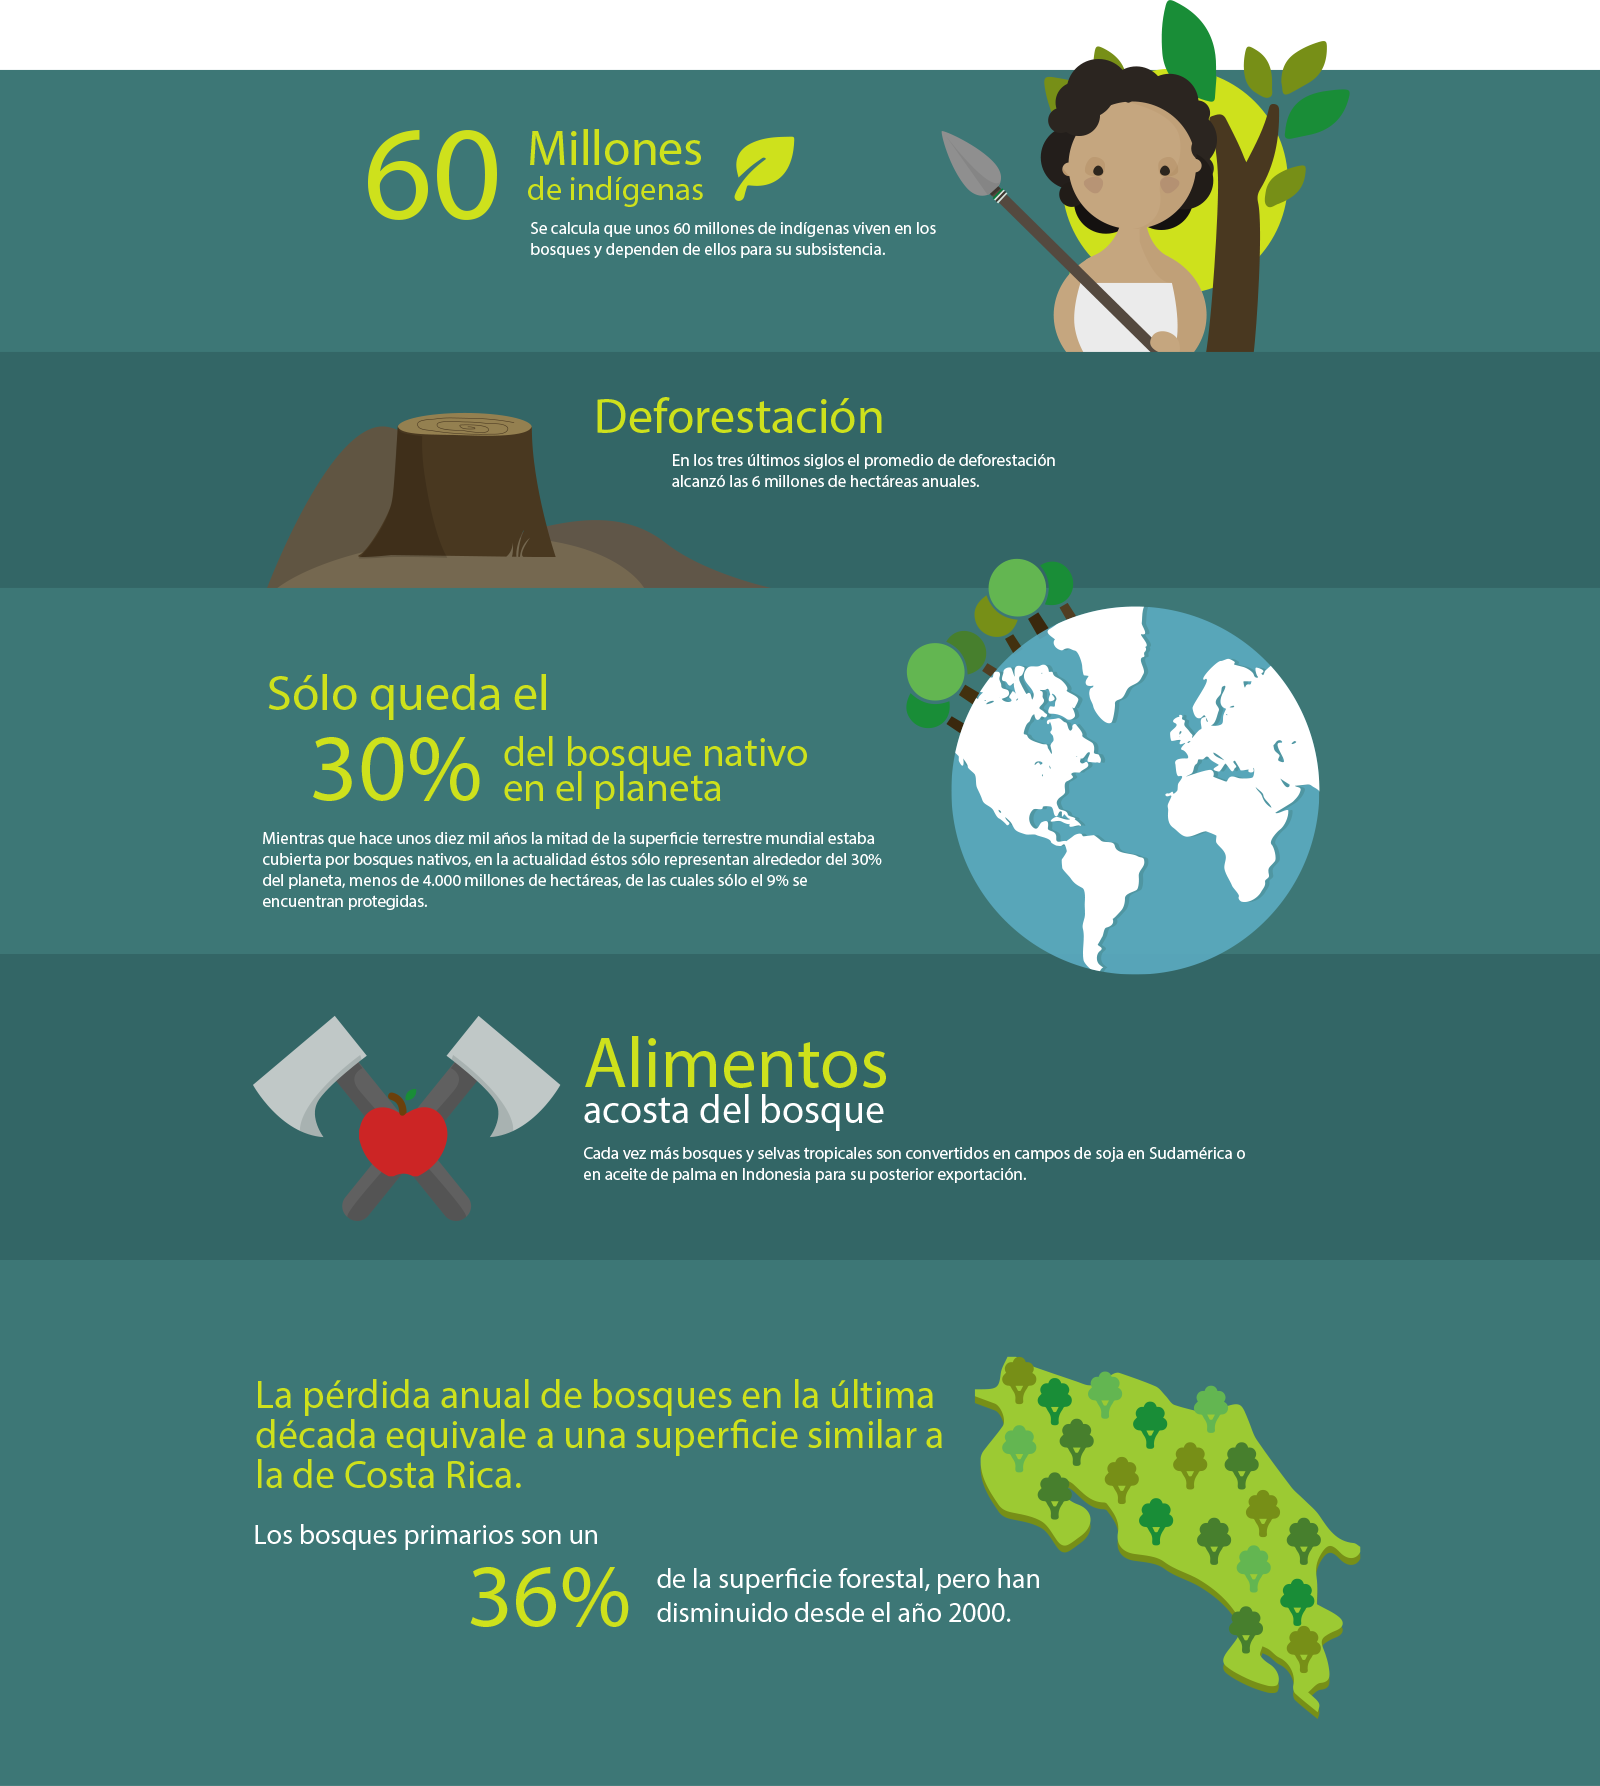 60
Millones
de indígenas
Se calcula que unos 60 millones de indígenas viven en los
bosques y dependen de ellos para su subsistencia.
Deforestación
En los tres últimos siglos el promedio de deforestación
alcanzó las 6 millones de hectáreas anuales.
Sólo queda el
30%
del bosque nativo
en el planeta
Mientras que hace unos diez mil años la mitad de la superficie terrestre mundial estaba
cubierta por bosques nativos, en la actualidad éstos sólo representan alrededor del 30%
del planeta, menos de 4.000 millones de hectáreas, de las cuales sólo el 9% se
encuentran protegidas.
Alimentos
acosta del bosque
Cada vez más bosques y selvas tropicales son convertidos en campos de soja en Sudamérica o
en aceite de palma en Indonesia para su posterior exportación.
La pérdida anual de bosques en la última
década equivale a una superficie similar a
la de Costa Rica.
Los bosques primarios son un
36%
de la superficie forestal, pero han
disminuido desde el año 2000.